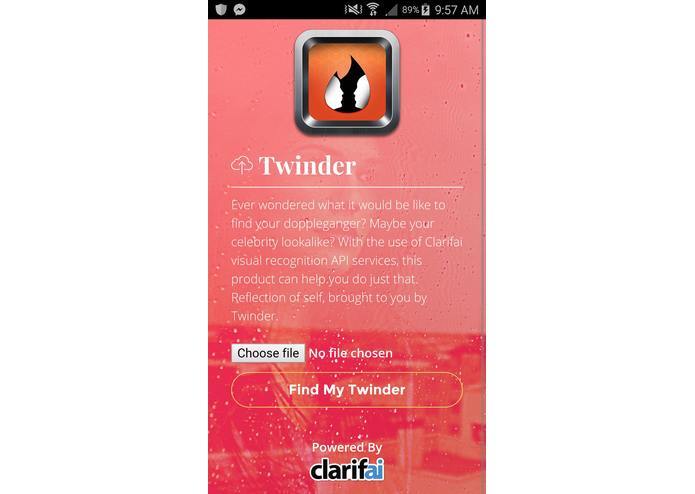 89% 9:57 AM
Twinder
Ever wondered what it would be like to
find your doppleganger? Maybe your
celebrity lookalike? With the use of Clarifai
visual recognition API services, this
product can help you do just that.
Reflection of self, brought to you by
Twinder.
Choose file No file chosen
Find My Twinder
Powered By
clarifai